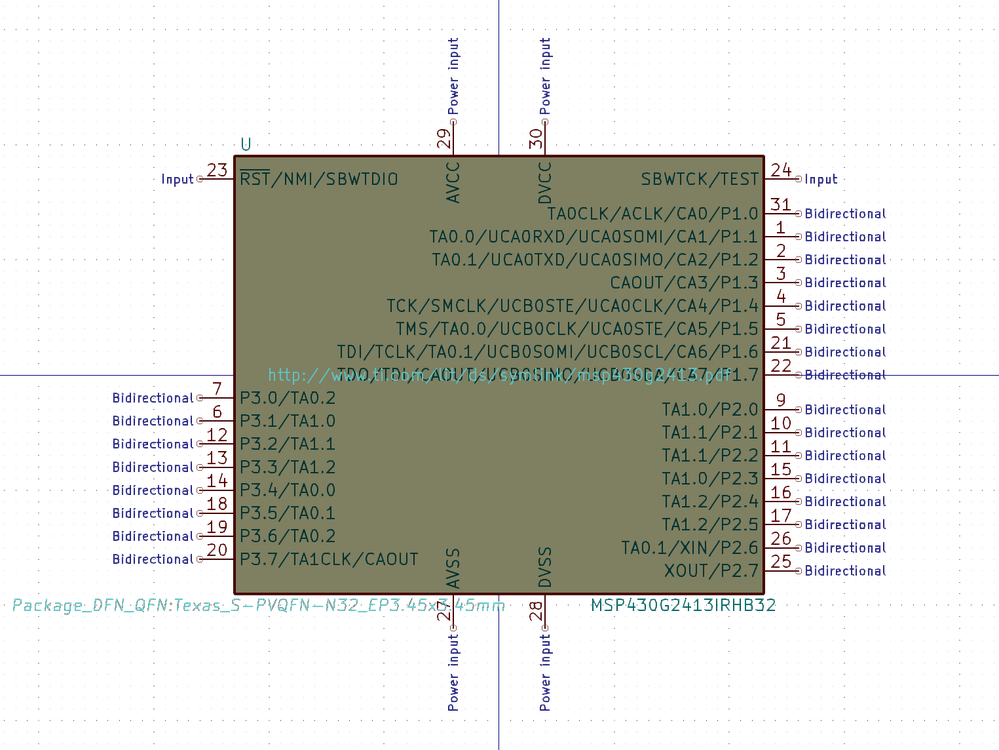 Power input
Power input
29
30
U
23
Input
RST/NMI/SBWTDIO
AVCC
DVCC
SBWTCK/TEST
24
Input
TA0CLK/ACLK/CA0/P1.0
31
Bidirectional
TA0.0/UCA0RXD/UCA0SOMI/CA1/P1.1
1
Bidirectional
TA0.1/UCA0TXD/UCA0SIMO/CA2/P1.2
2
Bidirectional
CAOUT/CA3/P1.3
3
Bidirectional
TCK/SMCLK/UCB0STE/UCA0CLK/CA4/P1.4
4
Bidirectional
TMS/TA0.0/UCB0CLK/UCA0STE/CA5/P1.5
5
Bidirectional
TDI/TCLK/TA0.1/UCB0SOMI/UCB0SCL/CA6/P1.6
21
Bidirectional
TDO/TDI/CAOUT/UCB0SIMO/UCB0SDA/CA7/P1.7
http://www.ti.com/lit/ds/symlink/msp430g2413.pdf
22
Bidirectional
Bidirectional
7
P3.0/TA0.2
Bidirectional
6
P3.1/TA1.0
Bidirectional
12
P3.2/TA1.1
Bidirectional
13
P3.3/TA1.2
Bidirectional
14
P3.4/TA0.0
Bidirectional
18
P3.5/TA0.1
Bidirectional
19
P3.6/TA0.2
Bidirectional
20
P3.7/TA1CLK/CAOUT
TA1.0/P2.0
9
Bidirectional
TA1.1/P2.1
10
Bidirectional
TA1.1/P2.2
11
Bidirectional
TA1.0/P2.3
15
Bidirectional
TA1.2/P2.4
16
Bidirectional
TA1.2/P2.5
17
Bidirectional
TA0.1/XIN/P2.6
26
Bidirectional
XOUT/P2.7
25
Bidirectional
AVSS
DVSS
Package_DFN_QFN:Texas_S-PVQFN-N32_EP3.45x3.45mm
MSP430G2413IRHB32
27
28
Power input
Power input